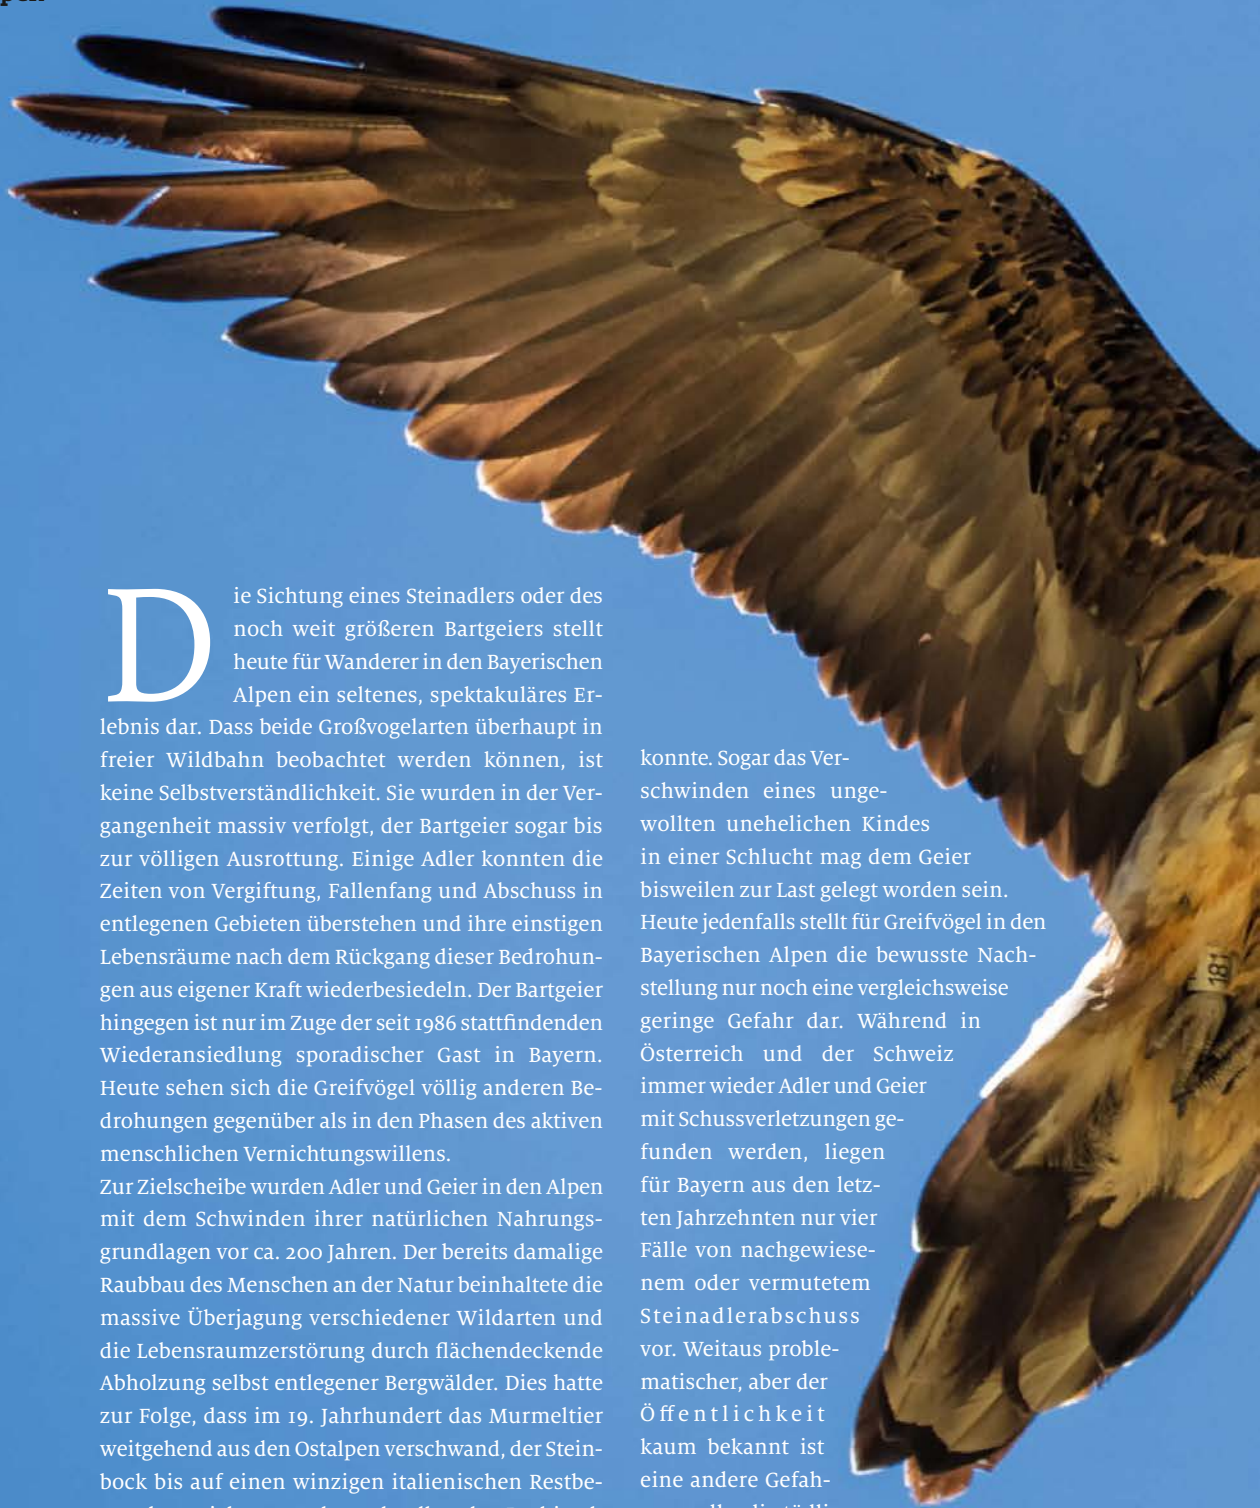 Die Sichtung eines Steinadlers oder des
noch weit größeren Bartgeiers stellt
heute für Wanderer in den Bayerischen
Alpen ein seltenes, spektakuläres Er-
lebnis dar. Dass beide Großvogelarten überhaupt in
freier Wildbahn beobachtet werden können, ist
keine Selbstverständlichkeit. Sie wurden in der Ver-
gangenheit massiv verfolgt, der Bartgeier sogar bis
zur völligen Ausrottung. Einige Adler konnten die
Zeiten von Vergiftung, Fallenfang und Abschuss in
entlegenen Gebieten überstehen und ihre einstigen
Lebensräume nach dem Rückgang dieser Bedrohun-
gen aus eigener Kraft wiederbesiedeln. Der Bartgeier
hingegen ist nur im Zuge der seit 1986 stattfindenden
Wiederansiedlung sporadischer Gast in Bayern.
Heute sehen sich die Greifvögel völlig anderen Be-
drohungen gegenüber als in den Phasen des aktiven
menschlichen Vernichtungswillens.
Zur Zielscheibe wurden Adler und Geier in den Alpen
mit dem Schwinden ihrer natürlichen Nahrungs-
grundlagen vor ca. 200 Jahren. Der bereits damalige
Raubbau des Menschen an der Natur beinhaltete die
massive Überjagung verschiedener Wildarten und
die Lebensraumzerstörung durch flächendeckende
Abholzung selbst entlegener Bergwälder. Dies hatte
zur Folge, dass im 19. Jahrhundert das Murmeltier
weitgehend aus den Ostalpen verschwand, der Stein-
bock bis auf einen winzigen italienischen Restbe-
konnte. Sogar das Ver-
schwinden eines unge-
wollten unehelichen Kindes
in einer Schlucht mag dem Geier
bisweilen zur Last gelegt worden sein.
Heute jedenfalls stellt für Greifvögel in den
Bayerischen Alpen die bewusste Nach-
stellung nur noch eine vergleichsweise
geringe Gefahr dar. Während in
Österreich und der Schweiz
immer wieder Adler und Geier
mit Schussverletzungen ge-
funden werden, liegen
für Bayern aus den letz-
ten Jahrzehnten nur vier
Fälle von nachgewiese-
nem oder vermutetem
Steinadlerabschuss
vor. Weitaus proble-
matischer, aber der
Öffentlichkeit
kaum bekannt ist
eine andere Gefah-
181